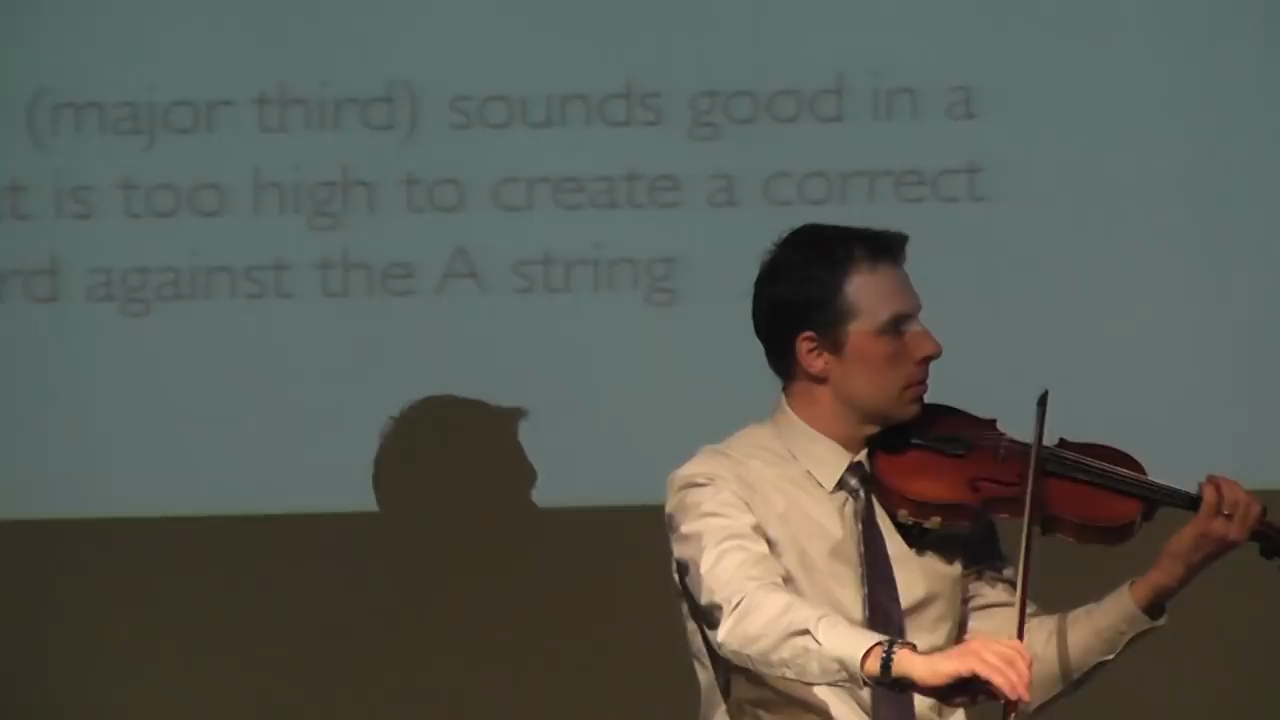 (major third) sounds good in a
is too high to create a correct
against the A string